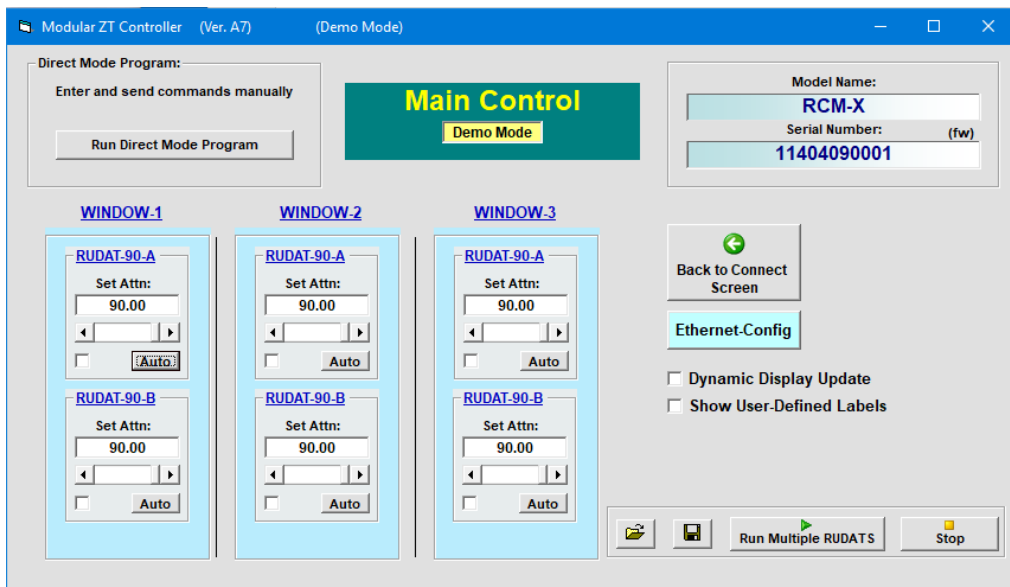 Modular ZT Controller (Ver. A7) (Demo Mode)
Direct Mode Program:
Enter and send commands manually
Run Direct Mode Program
Main Control
Demo Mode
Model Name:
RCM-X
Serial Number: (fw)
11404090001
WINDOW-1
RUDAT-90-A
Set Attn:
90.00
Auto
RUDAT-90-B
Set Attn:
90.00
Auto
WINDOW-2
RUDAT-90-A
Set Attn:
90.00
Auto
RUDAT-90-B
Set Attn:
90.00
Auto
WINDOW-3
RUDAT-90-A
Set Attn:
90.00
Auto
RUDAT-90-B
Set Attn:
90.00
Auto
Back to Connect
Screen
Ethernet-Config
Dynamic Display Update
Show User-Defined Labels
Run Multiple RUDATS
Stop